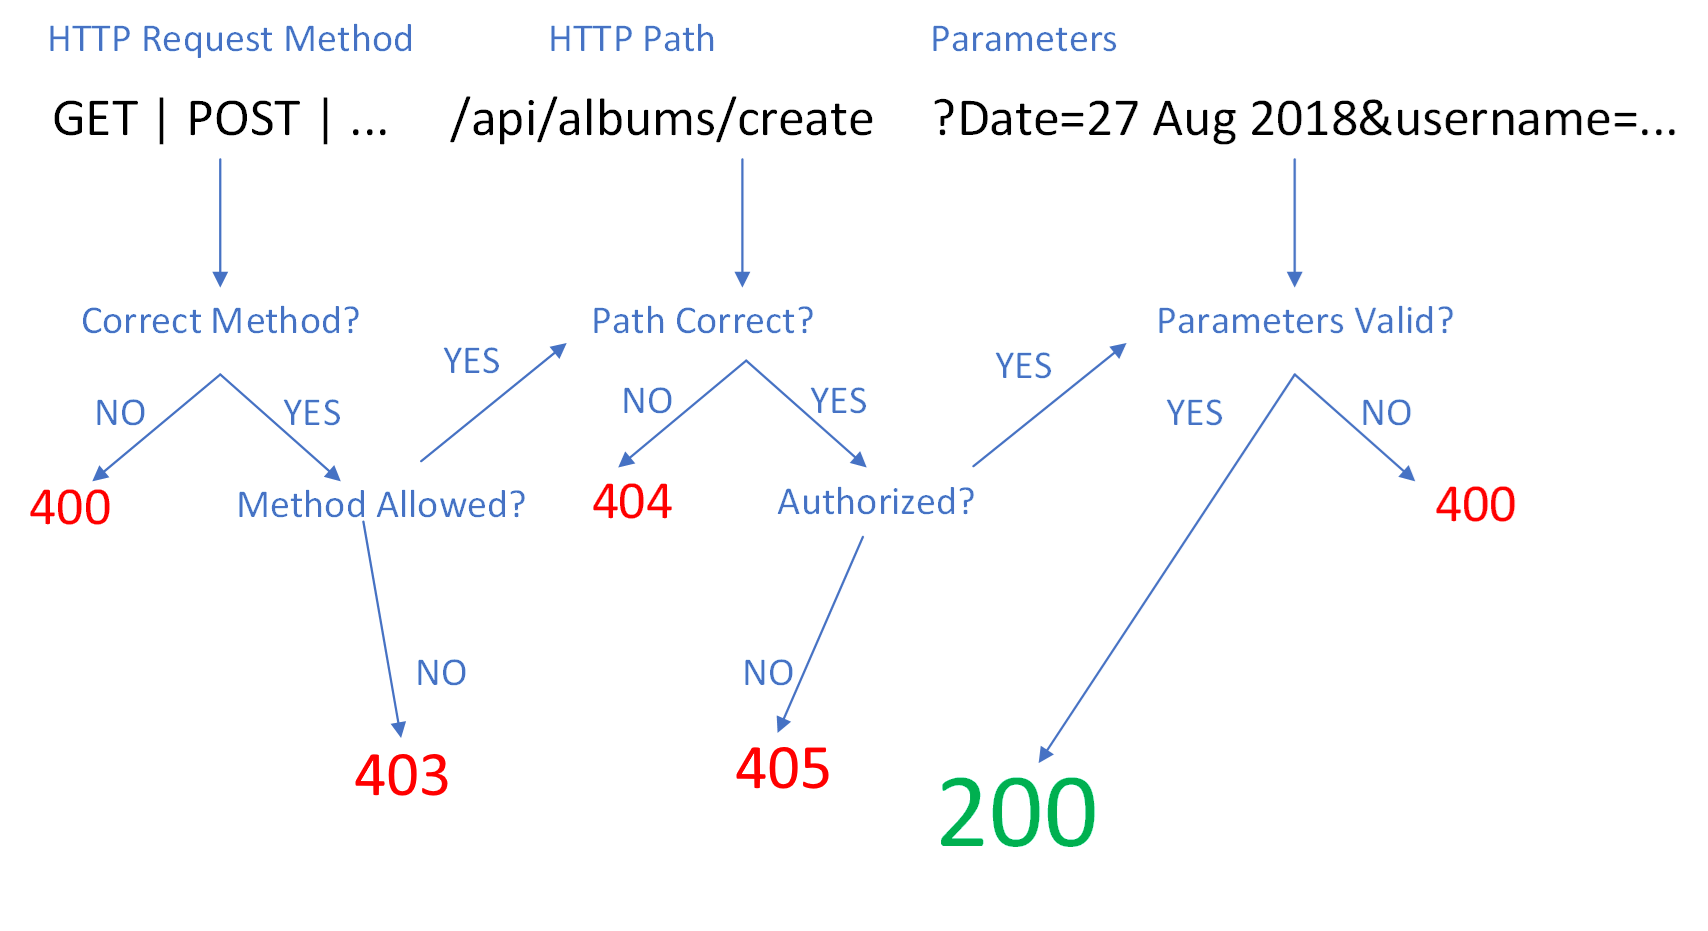 HTTP Request Method HTTP Path Parameters
GET | POST | ... /api/albums/create ?Date=27 Aug 2018&username=...
Correct Method? Path Correct? Parameters Valid?
YES YES
NO YES NO YES YES NO
400 Method Allowed? 404 Authorized? 400
NO NO
403 405
200